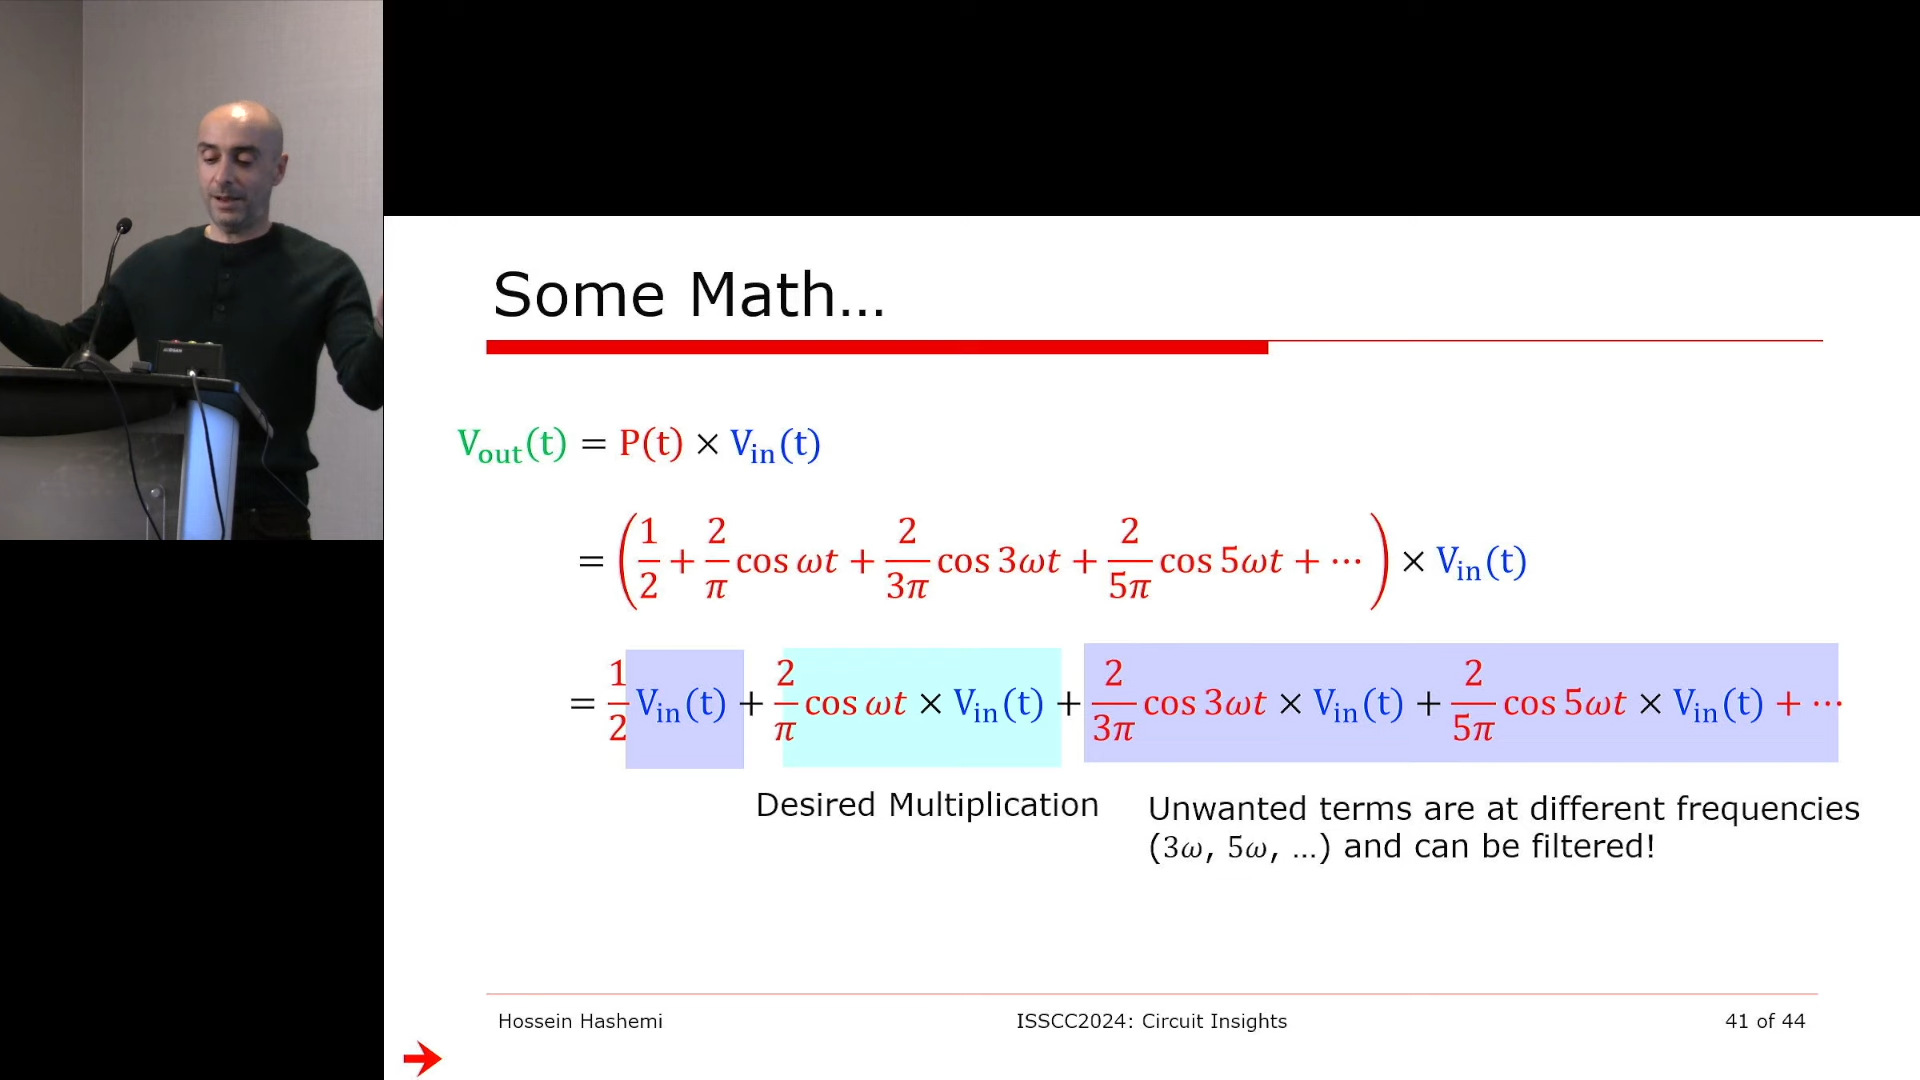 Some Math…
V_out(t) = P(t) × V_in(t)
= (1/2 + 2/π cos ωt + 2/3π cos 3ωt + 2/5π cos 5ωt + ⋯) × V_in(t)
= 1/2 V_in(t) + 2/π cos ωt × V_in(t) + 2/3π cos 3ωt × V_in(t) + 2/5π cos 5ωt × V_in(t) + ⋯
Desired Multiplication
Unwanted terms are at different frequencies
(3ω, 5ω, …) and can be filtered!
Hossein Hashemi
ISSCC2024: Circuit Insights
41 of 44